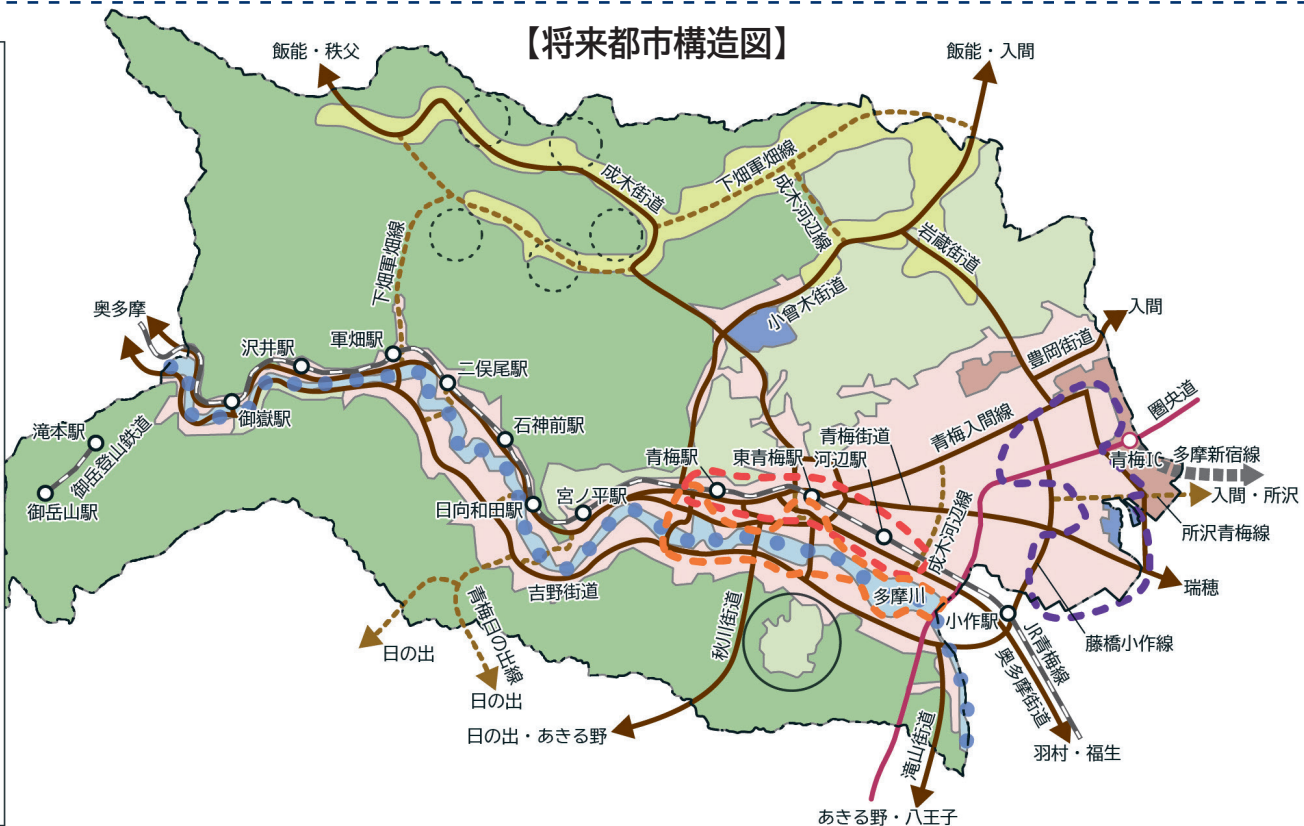 【将来都市構造図】
飯能・秩父
飯能・入間
成木街道
下畑軍畑線
成木河辺線
岩蔵街道
下畑軍畑線
小曾木街道
奥多摩
沢井駅
軍畑駅
二俣尾駅
入間
豊岡街道
御嶽駅
石神前駅
圏央道
滝本駅
御岳登山鉄道
御岳山駅
青梅入間線
青梅街道
青梅駅
東青梅駅
河辺駅
青梅IC
多摩新宿線
日向和田駅
宮ノ平駅
入間・所沢
成木河辺線
所沢青梅線
吉野街道
多摩川
瑞穂
小作駅
藤橋小作線
青梅日の出線
日の出
日の出
秋川街道
JR青梅線
奥多摩街道
日の出・あきる野
滝山街道
羽村・福生
あきる野・八王子